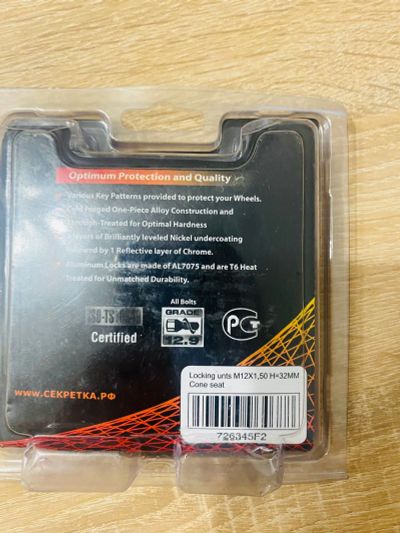 Optimum Protection and Quality
Various Key Patterns provided to protect your Wheels.
Cold Forged One-Piece Alloy Construction and
Through-Treated for Optimal Hardness
layers of Brilliantly leveled Nickel undercoating
by 1 Reflective layer of Chrome.
Aluminum Locks are made of AL7075 and are T6 Heat
Treated for Unmatched Durability.
All Bolts
GRADE
12.9
Certified
РСТ
Locking unts M12X1,50 H=32MM
Cone seat
726345F2
WWW.СЕКРЕТКА.РФ